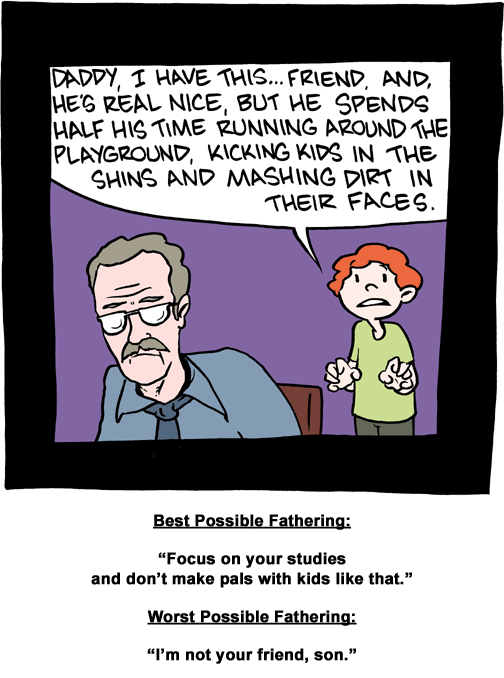 DADDY, I HAVE THIS... FRIEND, AND,
HE'S REAL NICE, BUT HE SPENDS
HALF HIS TIME RUNNING AROUND THE
PLAYGROUND, KICKING KIDS IN THE
SHINS AND MASHING DIRT IN
THEIR FACES.
Best Possible Fathering:
“Focus on your studies
and don’t make pals with kids like that.”
Worst Possible Fathering:
“I’m not your friend, son.”